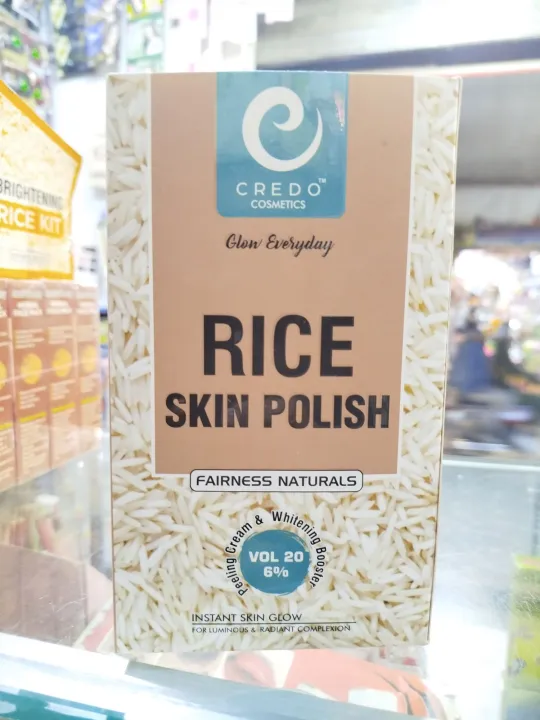 CREDO™
COSMETICS
Glow Everyday
RICE
SKIN POLISH
FAIRNESS NATURALS
Peeling Cream & Whitening Booster
VOL 20
6%
INSTANT SKIN GLOW
FOR LUMINOUS & RADIANT COMPLEXION
BRIGHTENING
RICE KIT